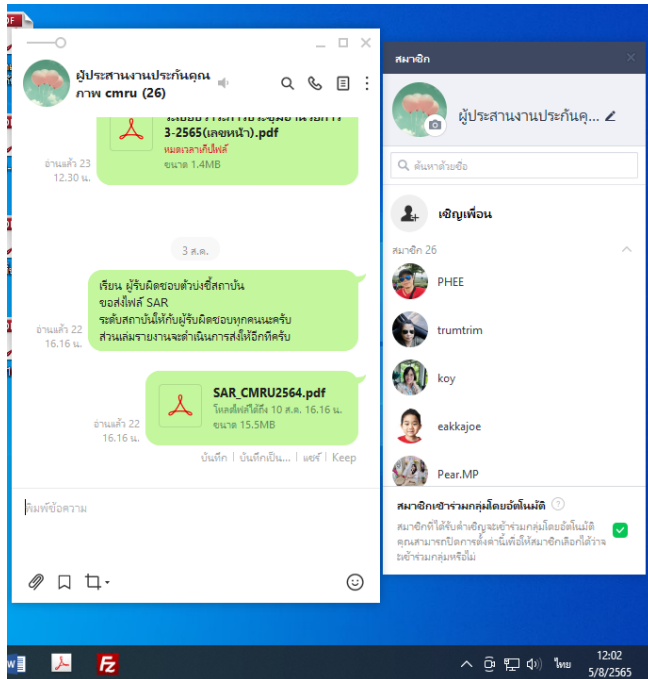 ผู้ประสานงานประกันคุณ
ภาพ cmru (26)
3-2565(เลขหน้า).pdf
หมดเวลาเก็บไฟล์
ขนาด 1.4MB
อ่านแล้ว 23
12.30 น.
3 ส.ค.
เรียน ผู้รับผิดชอบตัวบ่งชี้สถาบัน
ขอส่งไฟล์ SAR
ระดับสถาบันให้กับผู้รับผิดชอบทุกคนนะครับ
ส่วนเล่มรายงานจะดำเนินการส่งให้อีกทีครับ
อ่านแล้ว 22
16.16 น.
SAR_CMRU2564.pdf
โหลดไฟล์ได้ถึง 10 ส.ค. 16.16 น.
ขนาด 15.5MB
อ่านแล้ว 22
16.16 น.
บันทึก | บันทึกเป็น... | แชร์ | Keep
พิมพ์ข้อความ
สมาชิก
ผู้ประสานงานประกันคุ...
ค้นหาด้วยชื่อ
เชิญเพื่อน
สมาชิก 26
PHEE
trumtrim
koy
eakkajoe
Pear.MP
สมาชิกเข้าร่วมกลุ่มโดยอัตโนมัติ
สมาชิกที่ได้รับคำเชิญจะเข้าร่วมกลุ่มโดยอัตโนมัติ
คุณสามารถปิดการตั้งค่านี้เพื่อให้สมาชิกเลือกได้ว่าจ
ะเข้าร่วมกลุ่มหรือไม่
ไทย
12:02
5/8/2565